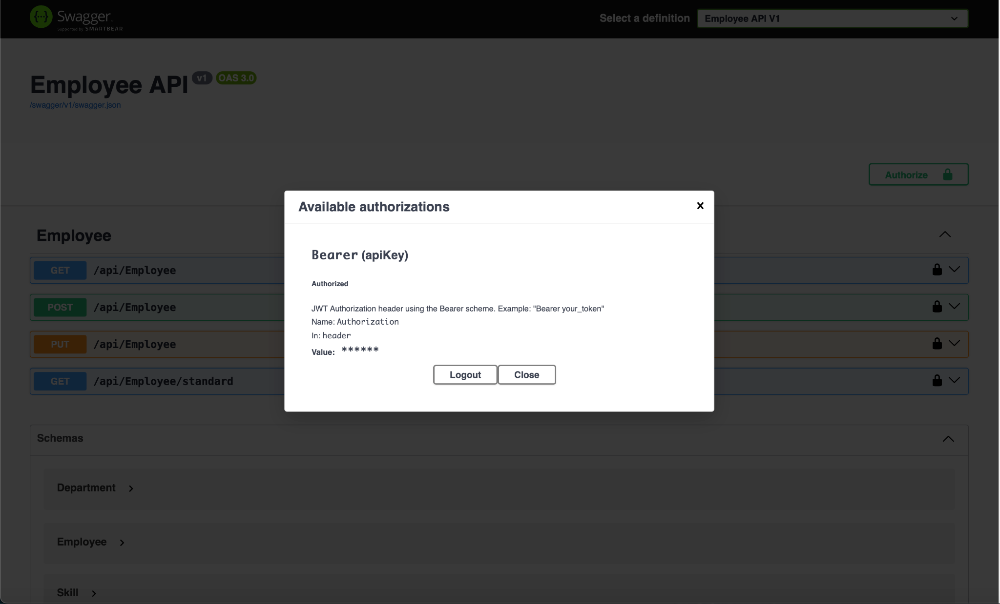 Swagger
Supported by SMARTBEAR
Select a definition
Employee API V1
Employee API v1 OAS 3.0
/swagger/v1/swagger.json
Authorize
Available authorizations
Bearer (apiKey)
Authorized
JWT Authorization header using the Bearer scheme. Example: "Bearer your_token"
Name: Authorization
In: header
Value: ******
Logout Close
Employee
GET /api/Employee
POST /api/Employee
PUT /api/Employee
GET /api/Employee/standard
Schemas
Department
Employee
Skill